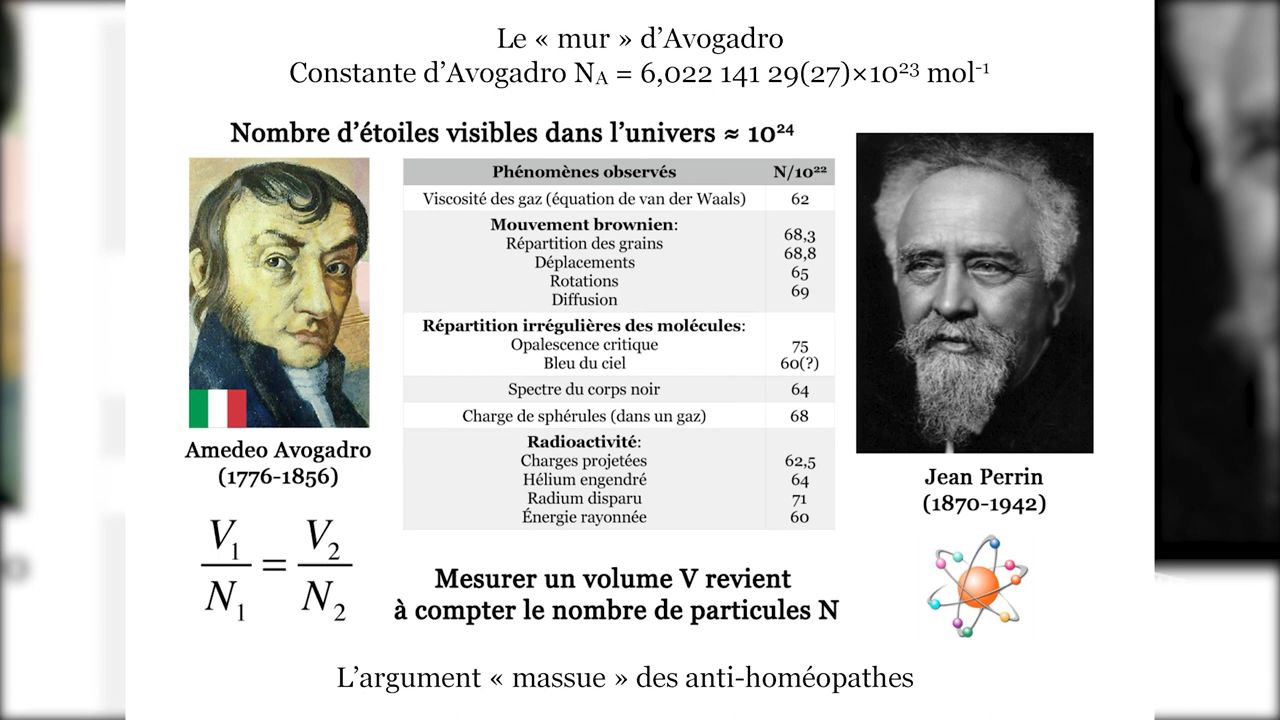 Le « mur » d’Avogadro
Constante d’Avogadro NA = 6,022 141 29(27)×10²³ mol⁻¹
Nombre d’étoiles visibles dans l’univers ≈ 10²⁴
Phénomènes observés N/10²²
Viscosité des gaz (équation de van der Waals) 62
Mouvement brownien:
Répartition des grains 68,3
Déplacements 68,8
Rotations 65
Diffusion 69
Répartition irrégulières des molécules:
Opalescence critique 75
Bleu du ciel 60(?)
Spectre du corps noir 64
Charge de sphérules (dans un gaz) 68
Radioactivité:
Charges projetées 62,5
Hélium engendré 64
Radium disparu 71
Énergie rayonnée 60
Amedeo Avogadro
(1776-1856)
Jean Perrin
(1870-1942)
V₁/N₁ = V₂/N₂
Mesurer un volume V revient
à compter le nombre de particules N
L’argument « massue » des anti-homéopathes